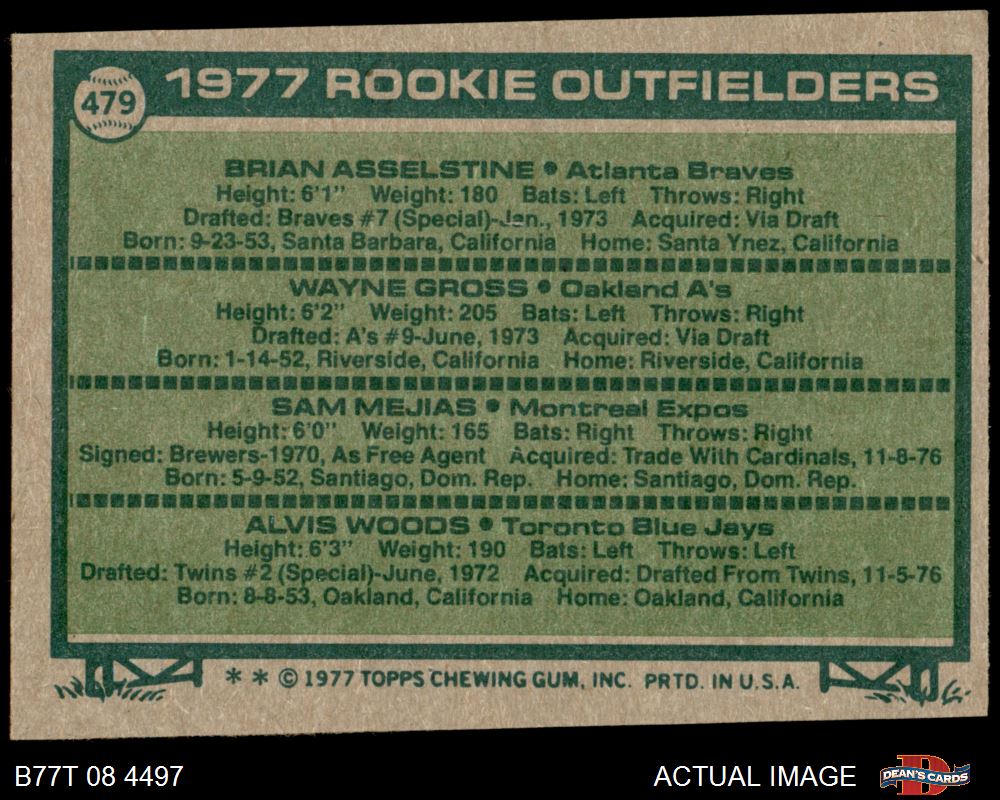 479
1977 ROOKIE OUTFIELDERS
BRIAN ASSELSTINE • Atlanta Braves
Height: 6'1" Weight: 180 Bats: Left Throws: Right
Drafted: Braves #7 (Special)-Jan., 1973 Acquired: Via Draft
Born: 9-23-53, Santa Barbara, California Home: Santa Ynez, California
WAYNE GROSS • Oakland A's
Height: 6'2" Weight: 205 Bats: Left Throws: Right
Drafted: A's #9-June, 1973 Acquired: Via Draft
Born: 1-14-52, Riverside, California Home: Riverside, California
SAM MEJIAS • Montreal Expos
Height: 6'0" Weight: 165 Bats: Right Throws: Right
Signed: Brewers-1970, As Free Agent Acquired: Trade With Cardinals, 11-8-76
Born: 5-9-52, Santiago, Dom. Rep. Home: Santiago, Dom. Rep.
ALVIS WOODS • Toronto Blue Jays
Height: 6'3" Weight: 190 Bats: Left Throws: Left
Drafted: Twins #2 (Special)-June, 1972 Acquired: Drafted From Twins, 11-5-76
Born: 8-8-53, Oakland, California Home: Oakland, California
* * © 1977 TOPPS CHEWING GUM, INC. PRTD. IN U.S.A.
B77T 08 4497
ACTUAL IMAGE
DEAN'S CARDS